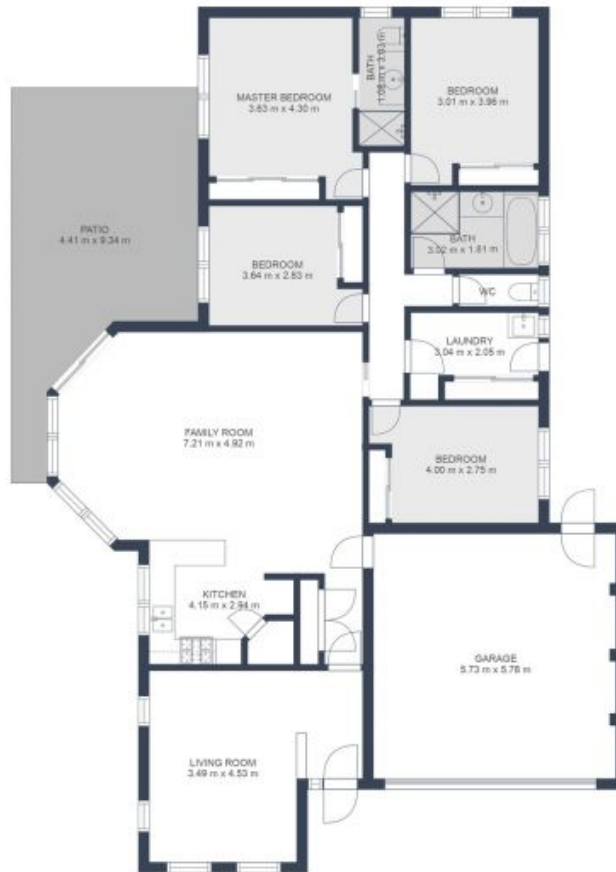 MASTER BEDROOM
3.63 m x 4.30 m
BATH
BEDROOM
3.01 m x 3.96 m
PATIO
4.41 m x 9.34 m
BEDROOM
3.64 m x 2.83 m
BATH
3.02 m x 1.81 m
WC
LAUNDRY
3.04 m x 2.05 m
FAMILY ROOM
7.21 m x 4.92 m
BEDROOM
4.00 m x 2.75 m
KITCHEN
4.15 m x 2.94 m
GARAGE
5.73 m x 5.78 m
LIVING ROOM
3.49 m x 4.53 m